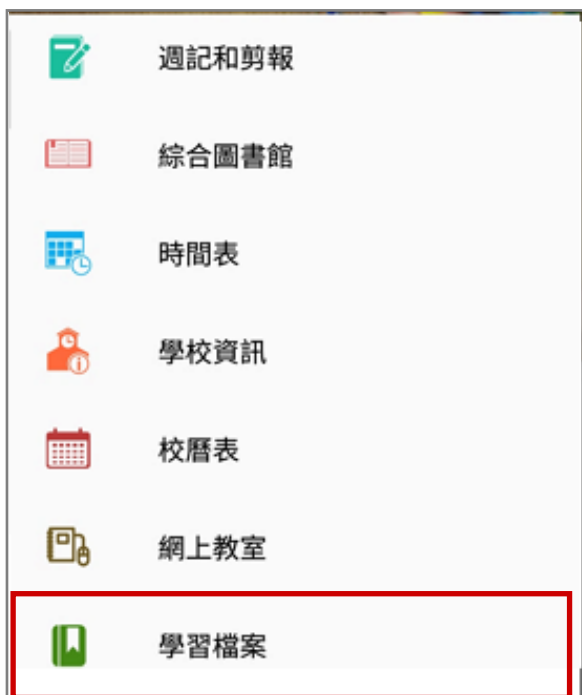 週記和剪報
綜合圖書館
時間表
學校資訊
校曆表
網上教室
學習檔案